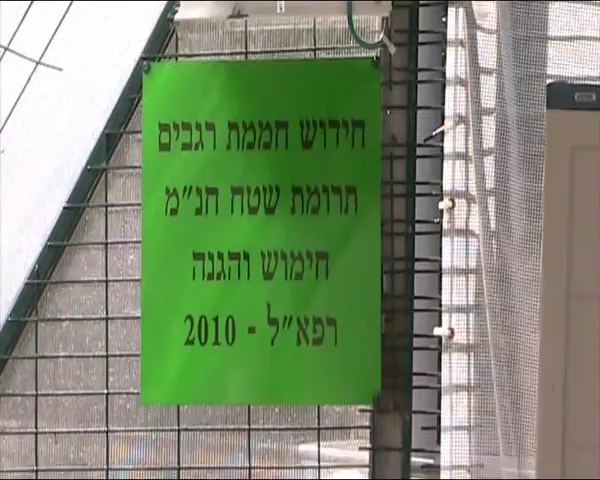 חידוש חממת רגבים
תרומת שטח חנ״מ
חימוש והגנה
רפא״ל - 2010